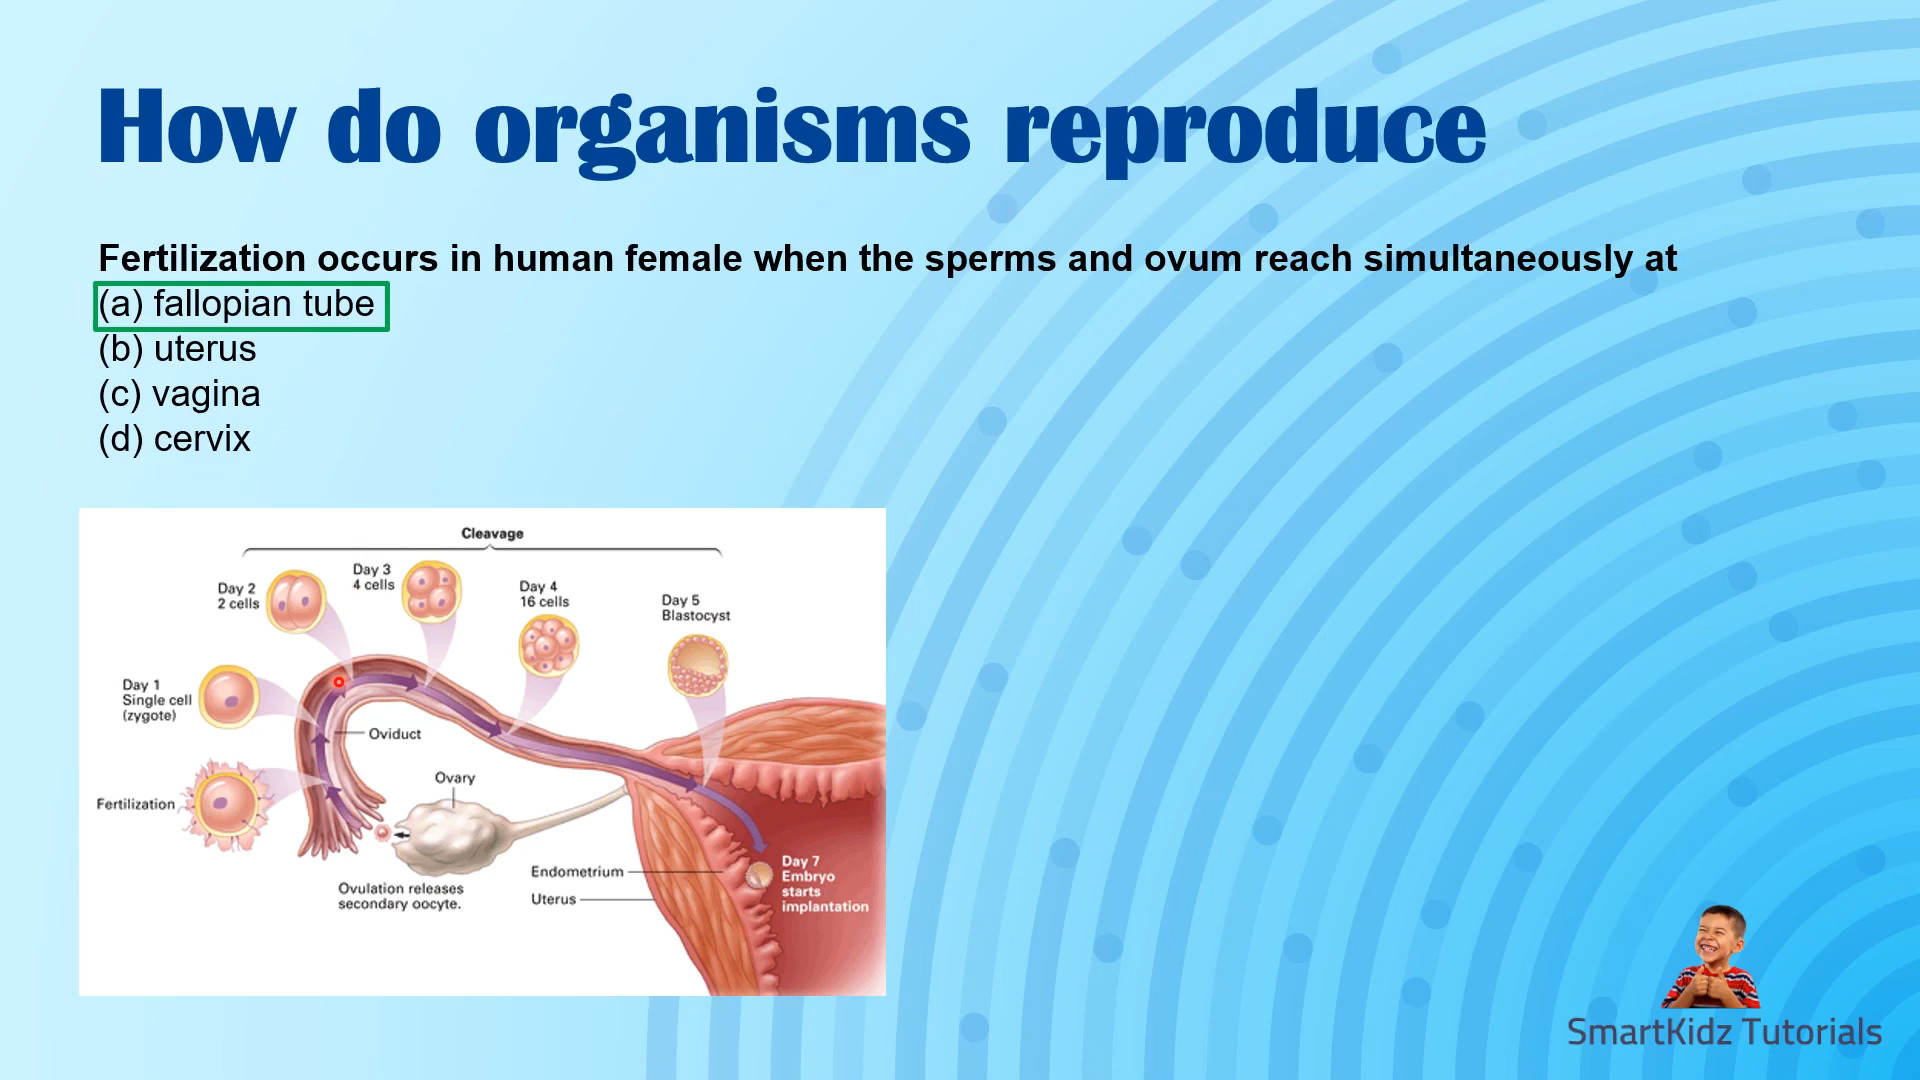 How do organisms reproduce
Fertilization occurs in human female when the sperms and ovum reach simultaneously at
(a) fallopian tube
(b) uterus
(c) vagina
(d) cervix
Cleavage
Day 2
2 cells
Day 3
4 cells
Day 4
16 cells
Day 5
Blastocyst
Day 1
Single cell
(zygote)
Oviduct
Ovary
Fertilization
Ovulation releases
secondary oocyte.
Endometrium
Uterus
Day 7
Embryo
starts
implantation
SmartKidz Tutorials